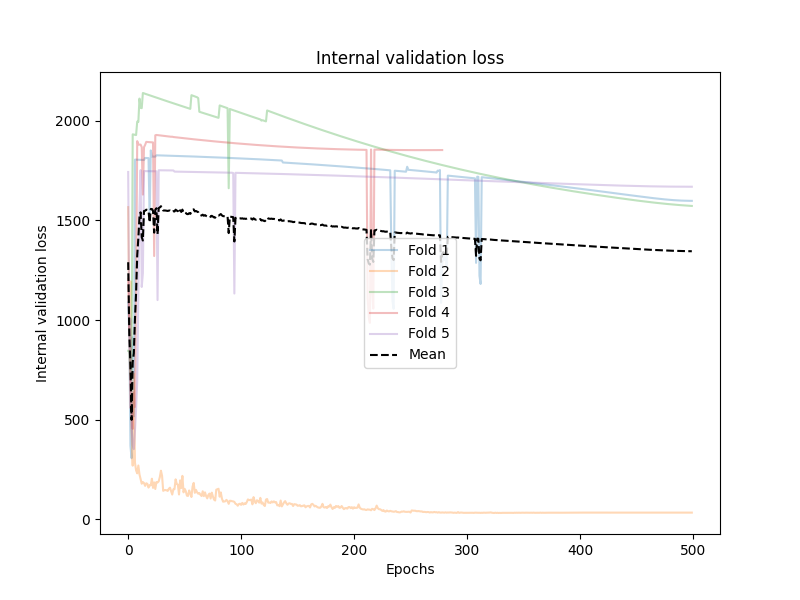 Internal validation loss
Internal validation loss
2000
1500
1000
500
0
Fold 1
Fold 2
Fold 3
Fold 4
Fold 5
Mean
0
100
200
300
400
500
Epochs